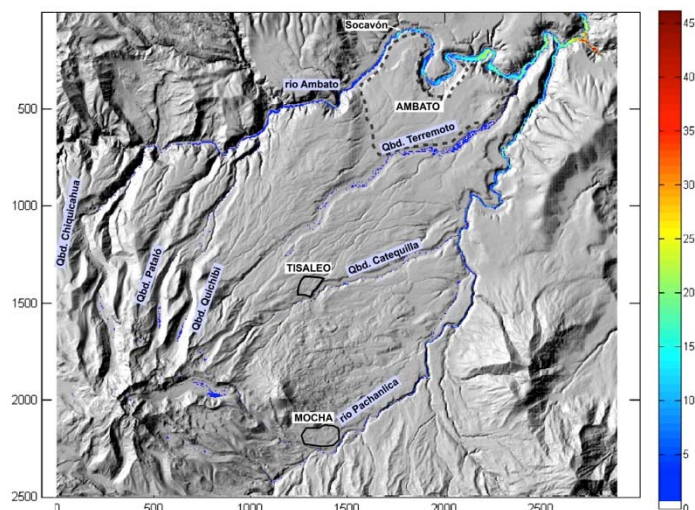 Socavón
río Ambato
AMBATO
500
Qbd. Terremoto
Qbd. Chiquicahua
Qbd. Pataló
Qbd. Quichibí
1000
TISALEO
Qbd. Catequilla
1500
2000
MOCHA
río Pachanlica
2500
0
500
1000
1500
2000
2500
45
40
35
30
25
20
15
10
5
0